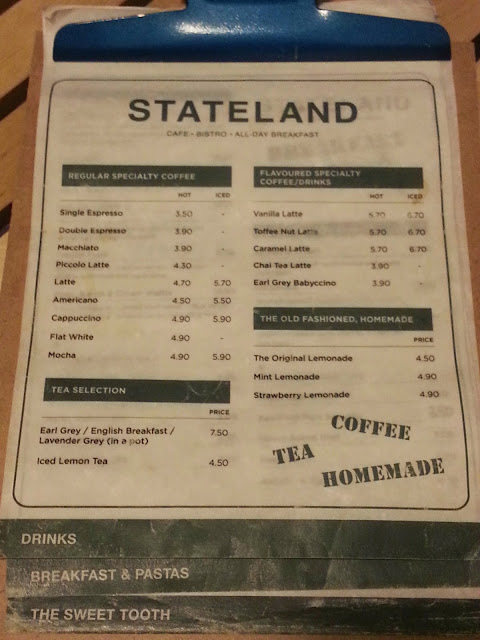 STATELAND
CAFE • BISTRO • ALL-DAY BREAKFAST
REGULAR SPECIALTY COFFEE
HOT ICED
Single Espresso 3.50 -
Double Espresso 3.90 -
Macchiato 3.90 -
Piccolo Latte 4.30 -
Latte 4.70 5.70
Americano 4.50 5.50
Cappuccino 4.90 5.90
Flat White 4.90 -
Mocha 4.90 5.90
TEA SELECTION
PRICE
Earl Grey / English Breakfast /
Lavender Grey (in a pot) 7.50
Iced Lemon Tea 4.50
FLAVOURED SPECIALTY
COFFEE/DRINKS
HOT ICED
Vanilla Latte 5.70 6.70
Toffee Nut Latte 5.70 6.70
Caramel Latte 5.70 6.70
Chai Tea Latte 3.90 -
Earl Grey Babyccino 3.90 -
THE OLD FASHIONED, HOMEMADE
PRICE
The Original Lemonade 4.50
Mint Lemonade 4.90
Strawberry Lemonade 4.90
COFFEE
TEA
HOMEMADE
DRINKS
BREAKFAST & PASTAS
THE SWEET TOOTH